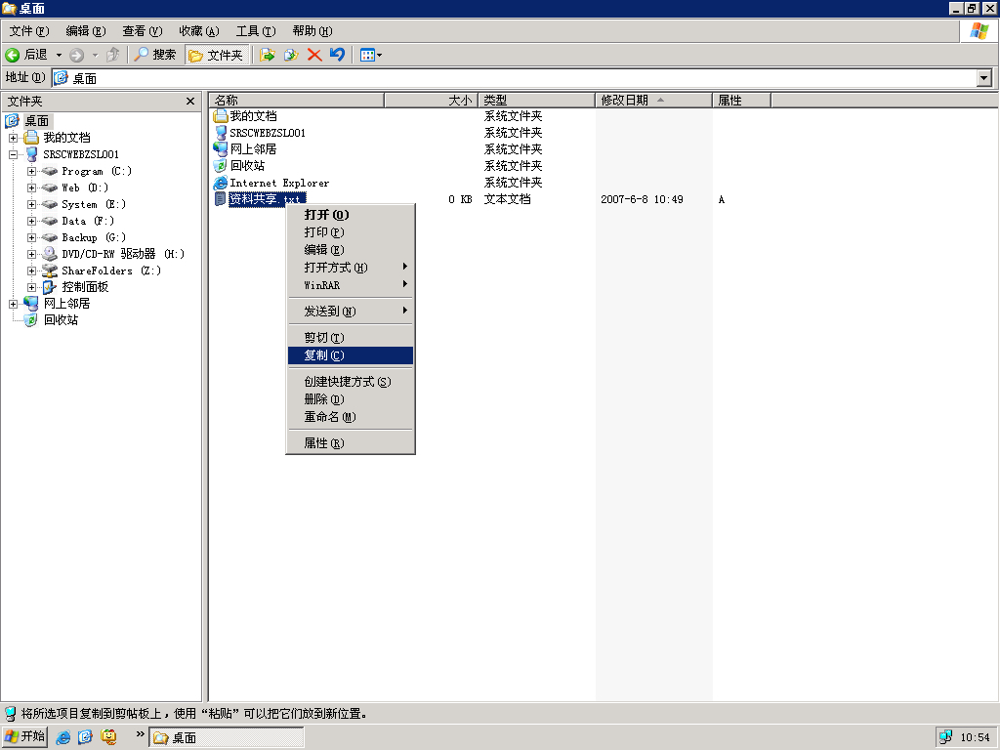 桌面
文件(F) 编辑(E) 查看(V) 收藏(A) 工具(T) 帮助(H)
后退 搜索 文件夹
地址(D) 桌面
文件夹
桌面
我的文档
SRSCWEBZSL001
Program (C:)
Web (D:)
System (E:)
Data (F:)
Backup (G:)
DVD/CD-RW 驱动器 (H:)
ShareFolders (Z:)
控制面板
网上邻居
回收站
名称 大小 类型 修改日期 属性
我的文档 系统文件夹
SRSCWEBZSL001 系统文件夹
网上邻居 系统文件夹
回收站 系统文件夹
Internet Explorer 系统文件夹
资料共享.txt 0 KB 文本文档 2007-6-8 10:49 A
打开(O)
打印(P)
编辑(E)
打开方式(H)
WinRAR
发送到(N)
剪切(T)
复制(C)
创建快捷方式(S)
删除(D)
重命名(M)
属性(R)
将所选项目复制到剪帖板上，使用“粘贴”可以把它们放到新位置。
开始 » 桌面 10:54